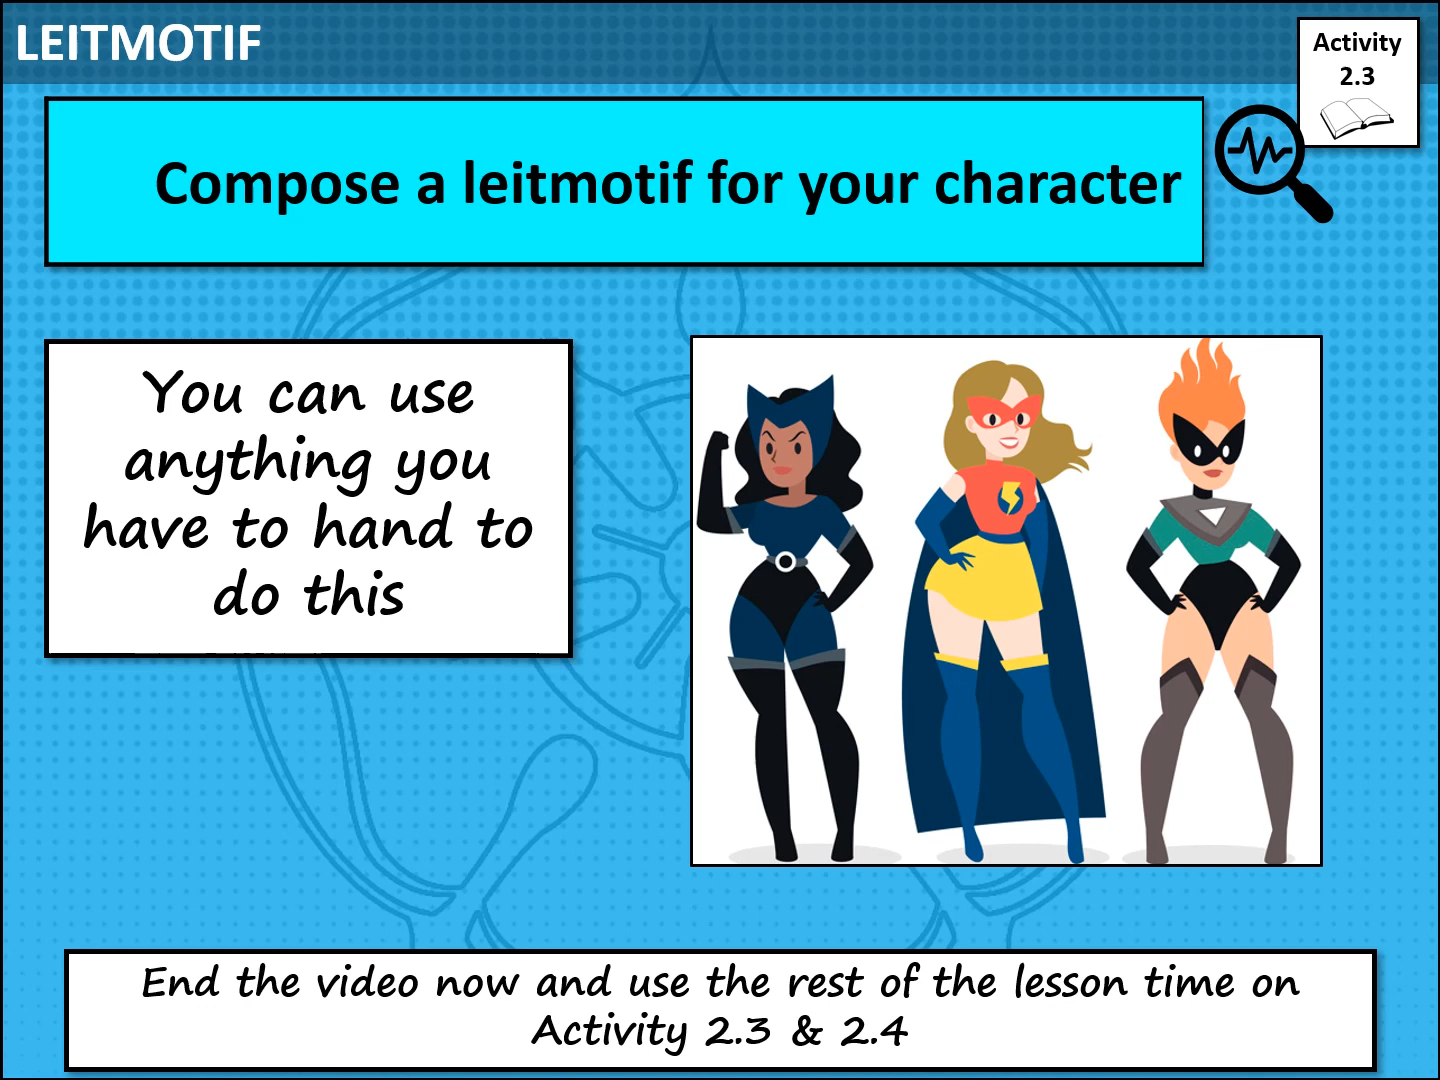 LEITMOTIF
Activity
2.3
Compose a leitmotif for your character
You can use
anything you
have to hand to
do this
End the video now and use the rest of the lesson time on
Activity 2.3 & 2.4